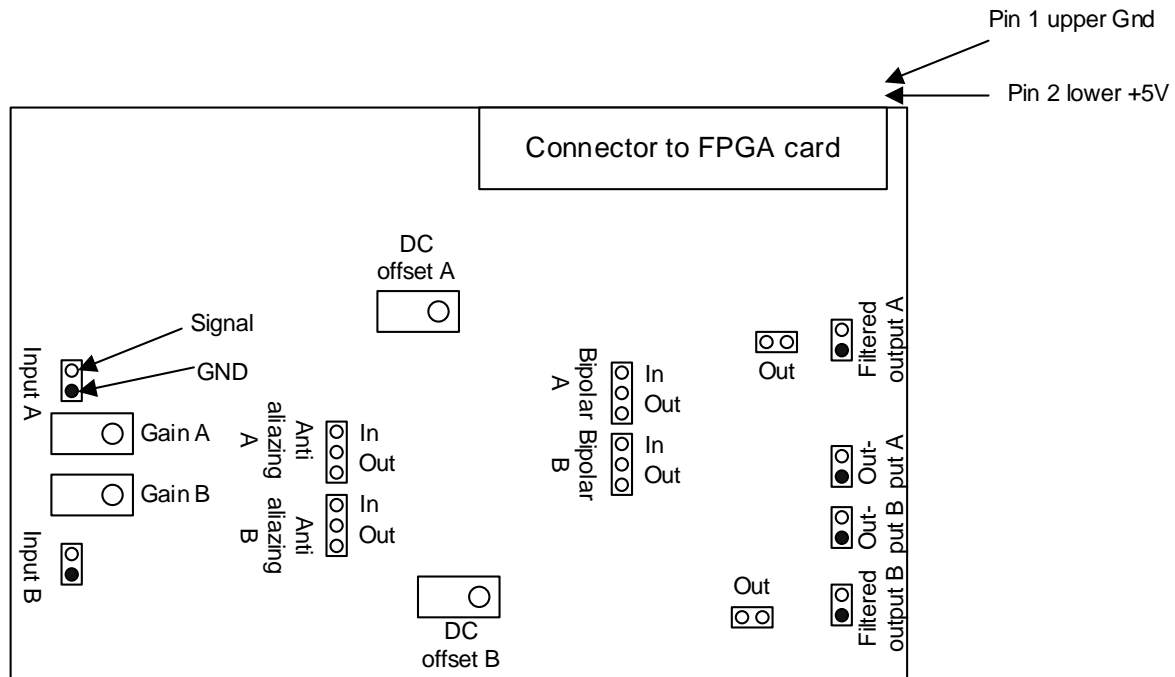 Pin 1 upper Gnd
Pin 2 lower +5V
Connector to FPGA card
DC
offset A
Signal
GND
Input A
Gain A
Gain B
Input B
Anti
aliazing
A
In
Out
Anti
aliazing
B
In
Out
Bipolar
A
In
Out
Bipolar
B
In
Out
Out
Filtered
output A
Out-
put A
Out-
put B
Out
Filtered
output B
DC
offset B